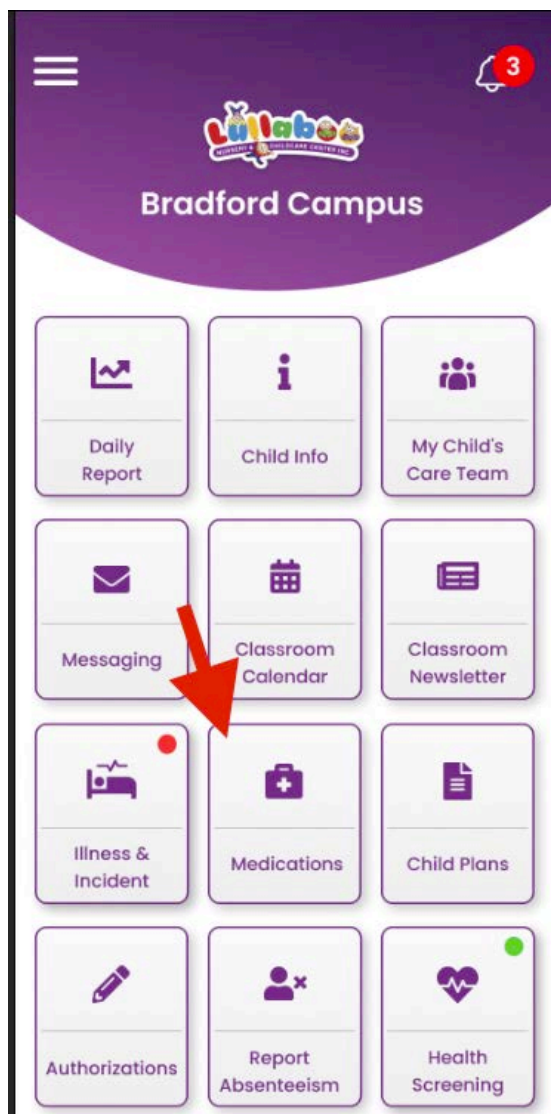 3
Lullaboo
NURSERY & CHILDCARE CENTER INC
Bradford Campus
Daily
Report
Child Info
My Child's
Care Team
Messaging
Classroom
Calendar
Classroom
Newsletter
Illness &
Incident
Medications
Child Plans
Authorizations
Report
Absenteeism
Health
Screening